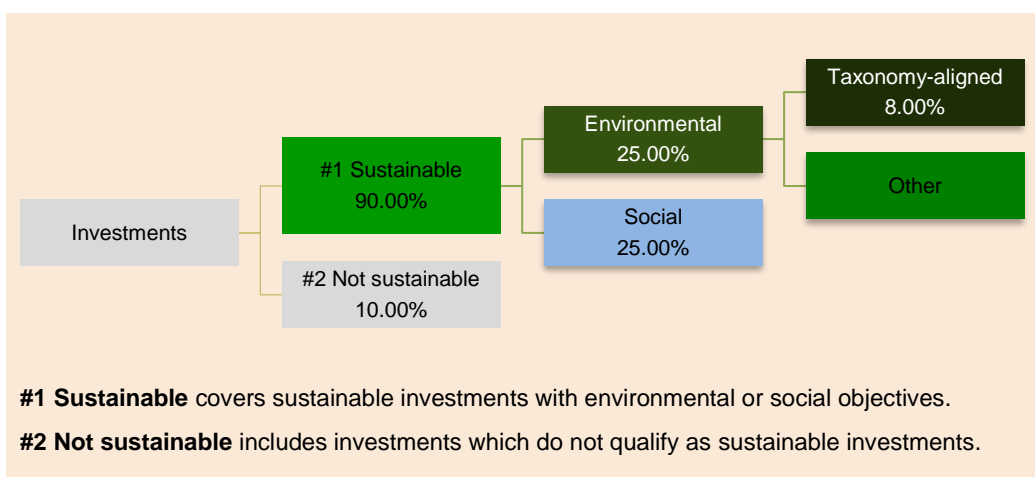 Taxonomy-aligned
8.00%
Environmental
25.00%
#1 Sustainable
90.00%
Other
Social
25.00%
Investments
#2 Not sustainable
10.00%
#1 Sustainable covers sustainable investments with environmental or social objectives.
#2 Not sustainable includes investments which do not qualify as sustainable investments.